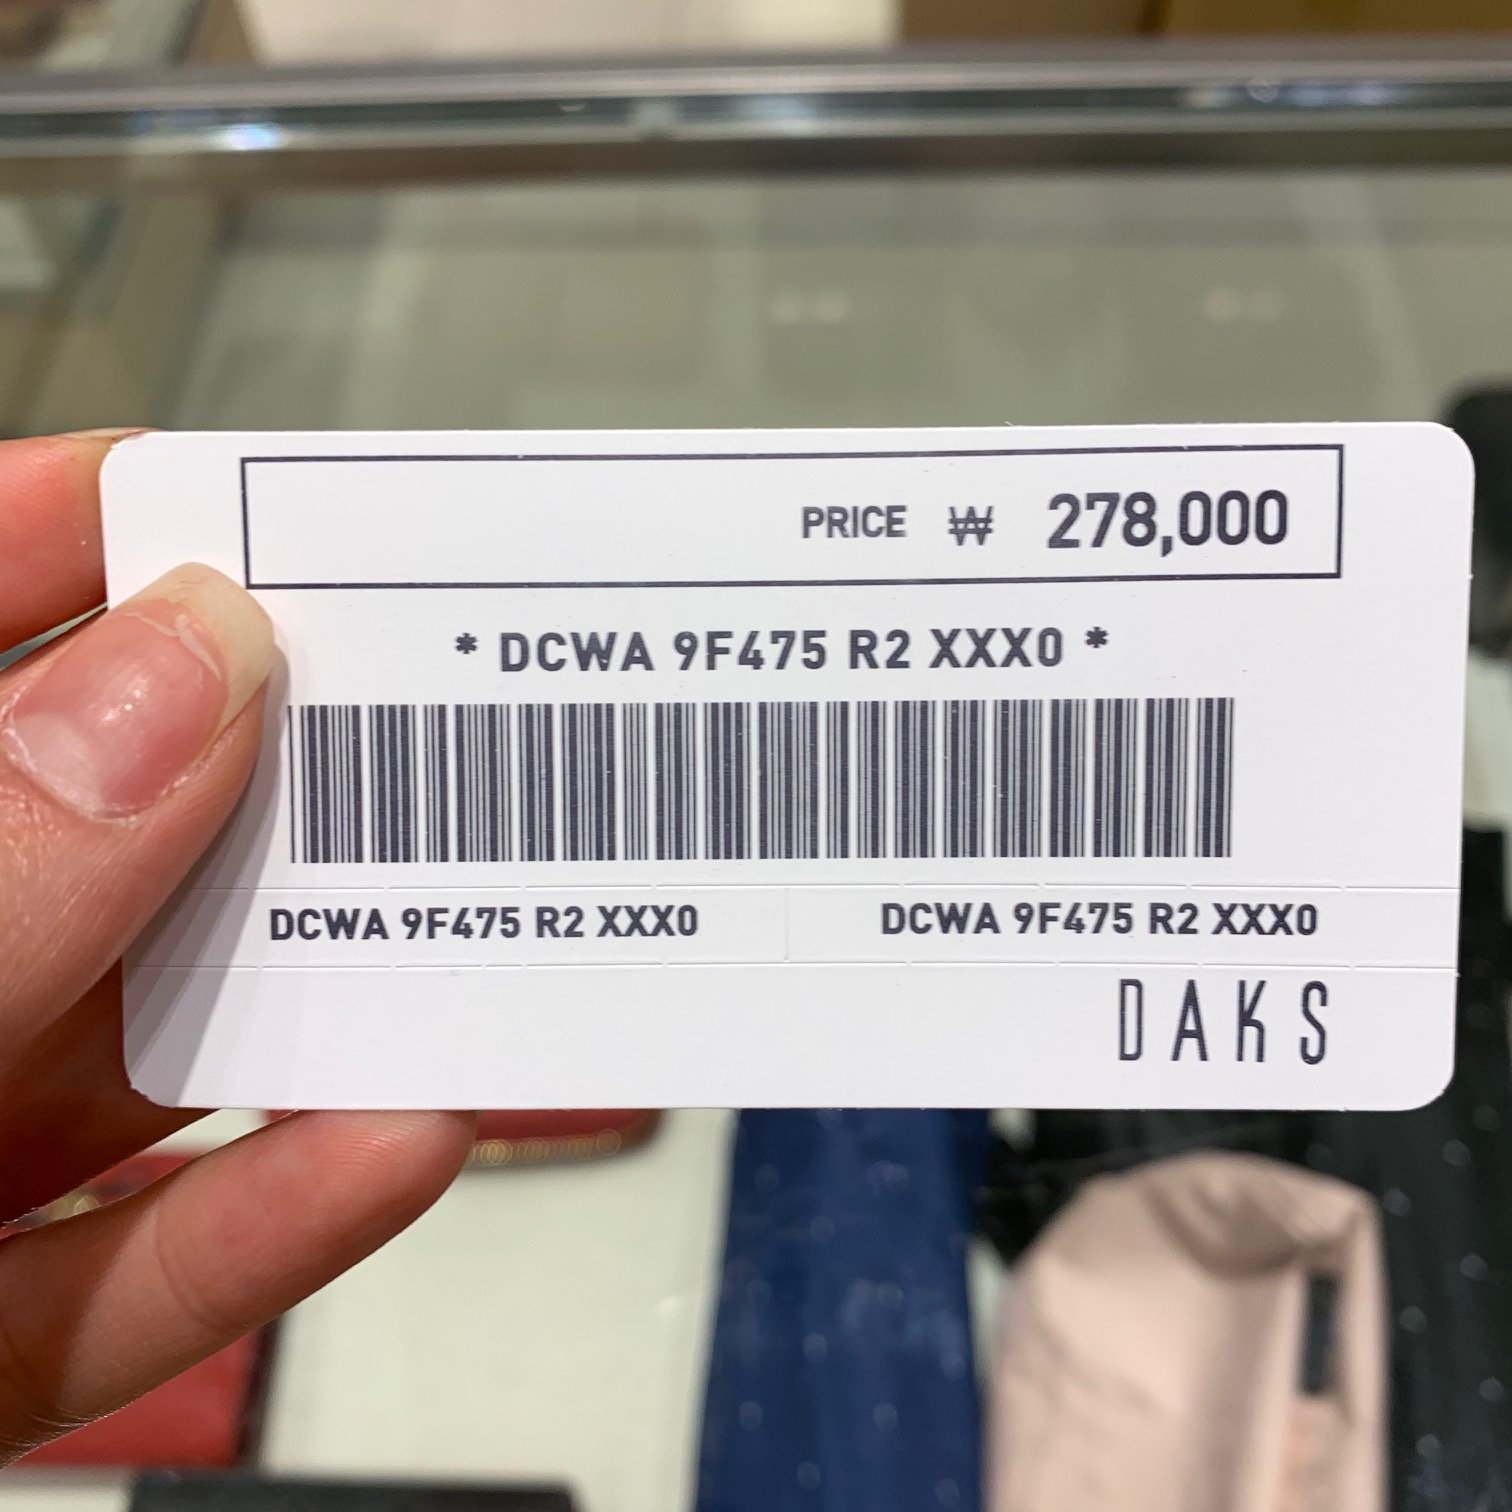 PRICE ₩ 278,000
* DCWA 9F475 R2 XXX0 *
DCWA 9F475 R2 XXX0 DCWA 9F475 R2 XXX0
DAKS